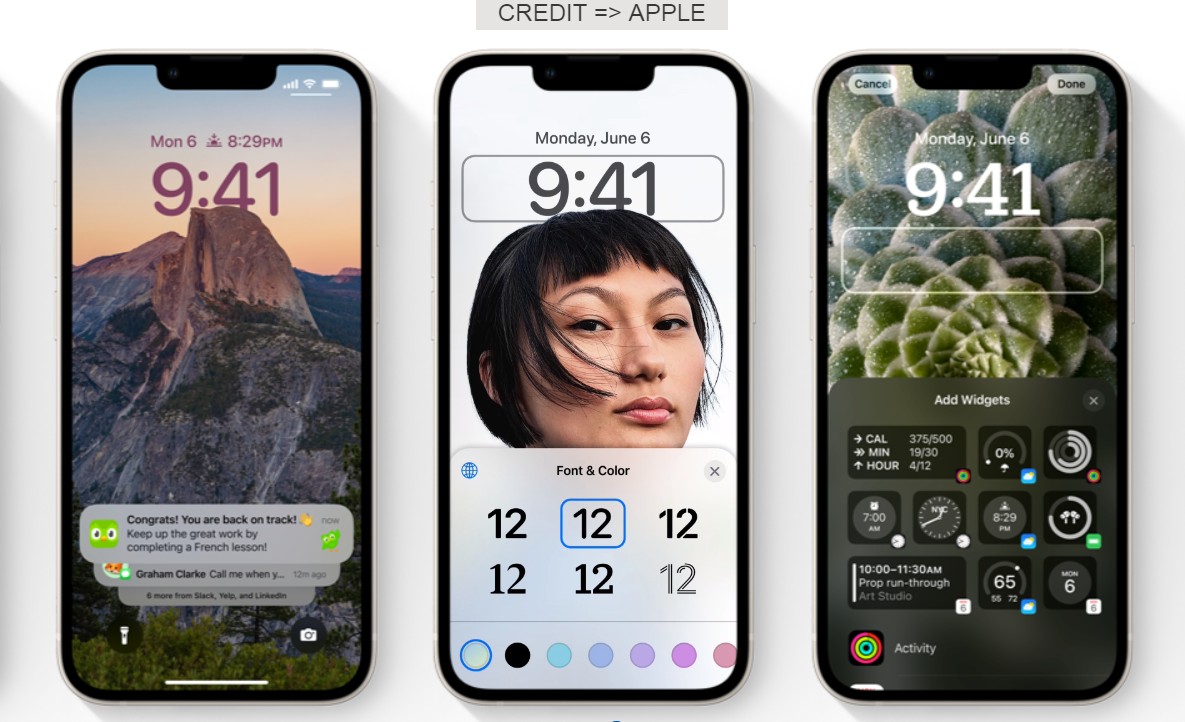 CREDIT => APPLE
Mon 6 8:29PM
9:41
Congrats! You are back on track! 👋 now
Keep up the great work by
completing a French lesson!
Graham Clarke Call me when y... 12m ago
6 more from Slack, Yelp, and LinkedIn
Monday, June 6
9:41
Font & Color
12 12 12
12 12 12
Cancel Done
Monday, June 6
9:41
Add Widgets
→ CAL 375/500
↠ MIN 19/30
↑ HOUR 4/12
0%
7:00
AM
NYC
8:29
PM
10:00–11:30AM
Prop run-through
Art Studio
6
65
55 72
MON
6
6
Activity